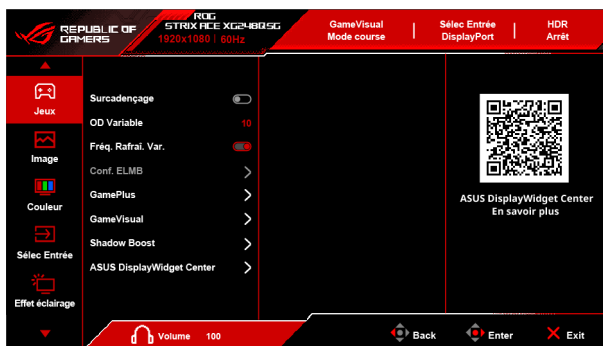 REPUBLIC OF
GAMERS
ROG
STRIX ACE XG248QSG
1920x1080 | 60Hz
GameVisual
Mode course
Sélec Entrée
DisplayPort
HDR
Arrêt
Jeux
Image
Couleur
Sélec Entrée
Effet éclairage
Surcadençage
OD Variable 10
Fréq. Rafraî. Var.
Conf. ELMB
GamePlus
GameVisual
Shadow Boost
ASUS DisplayWidget Center
ASUS DisplayWidget Center
En savoir plus
Volume 100
Back
Enter
Exit